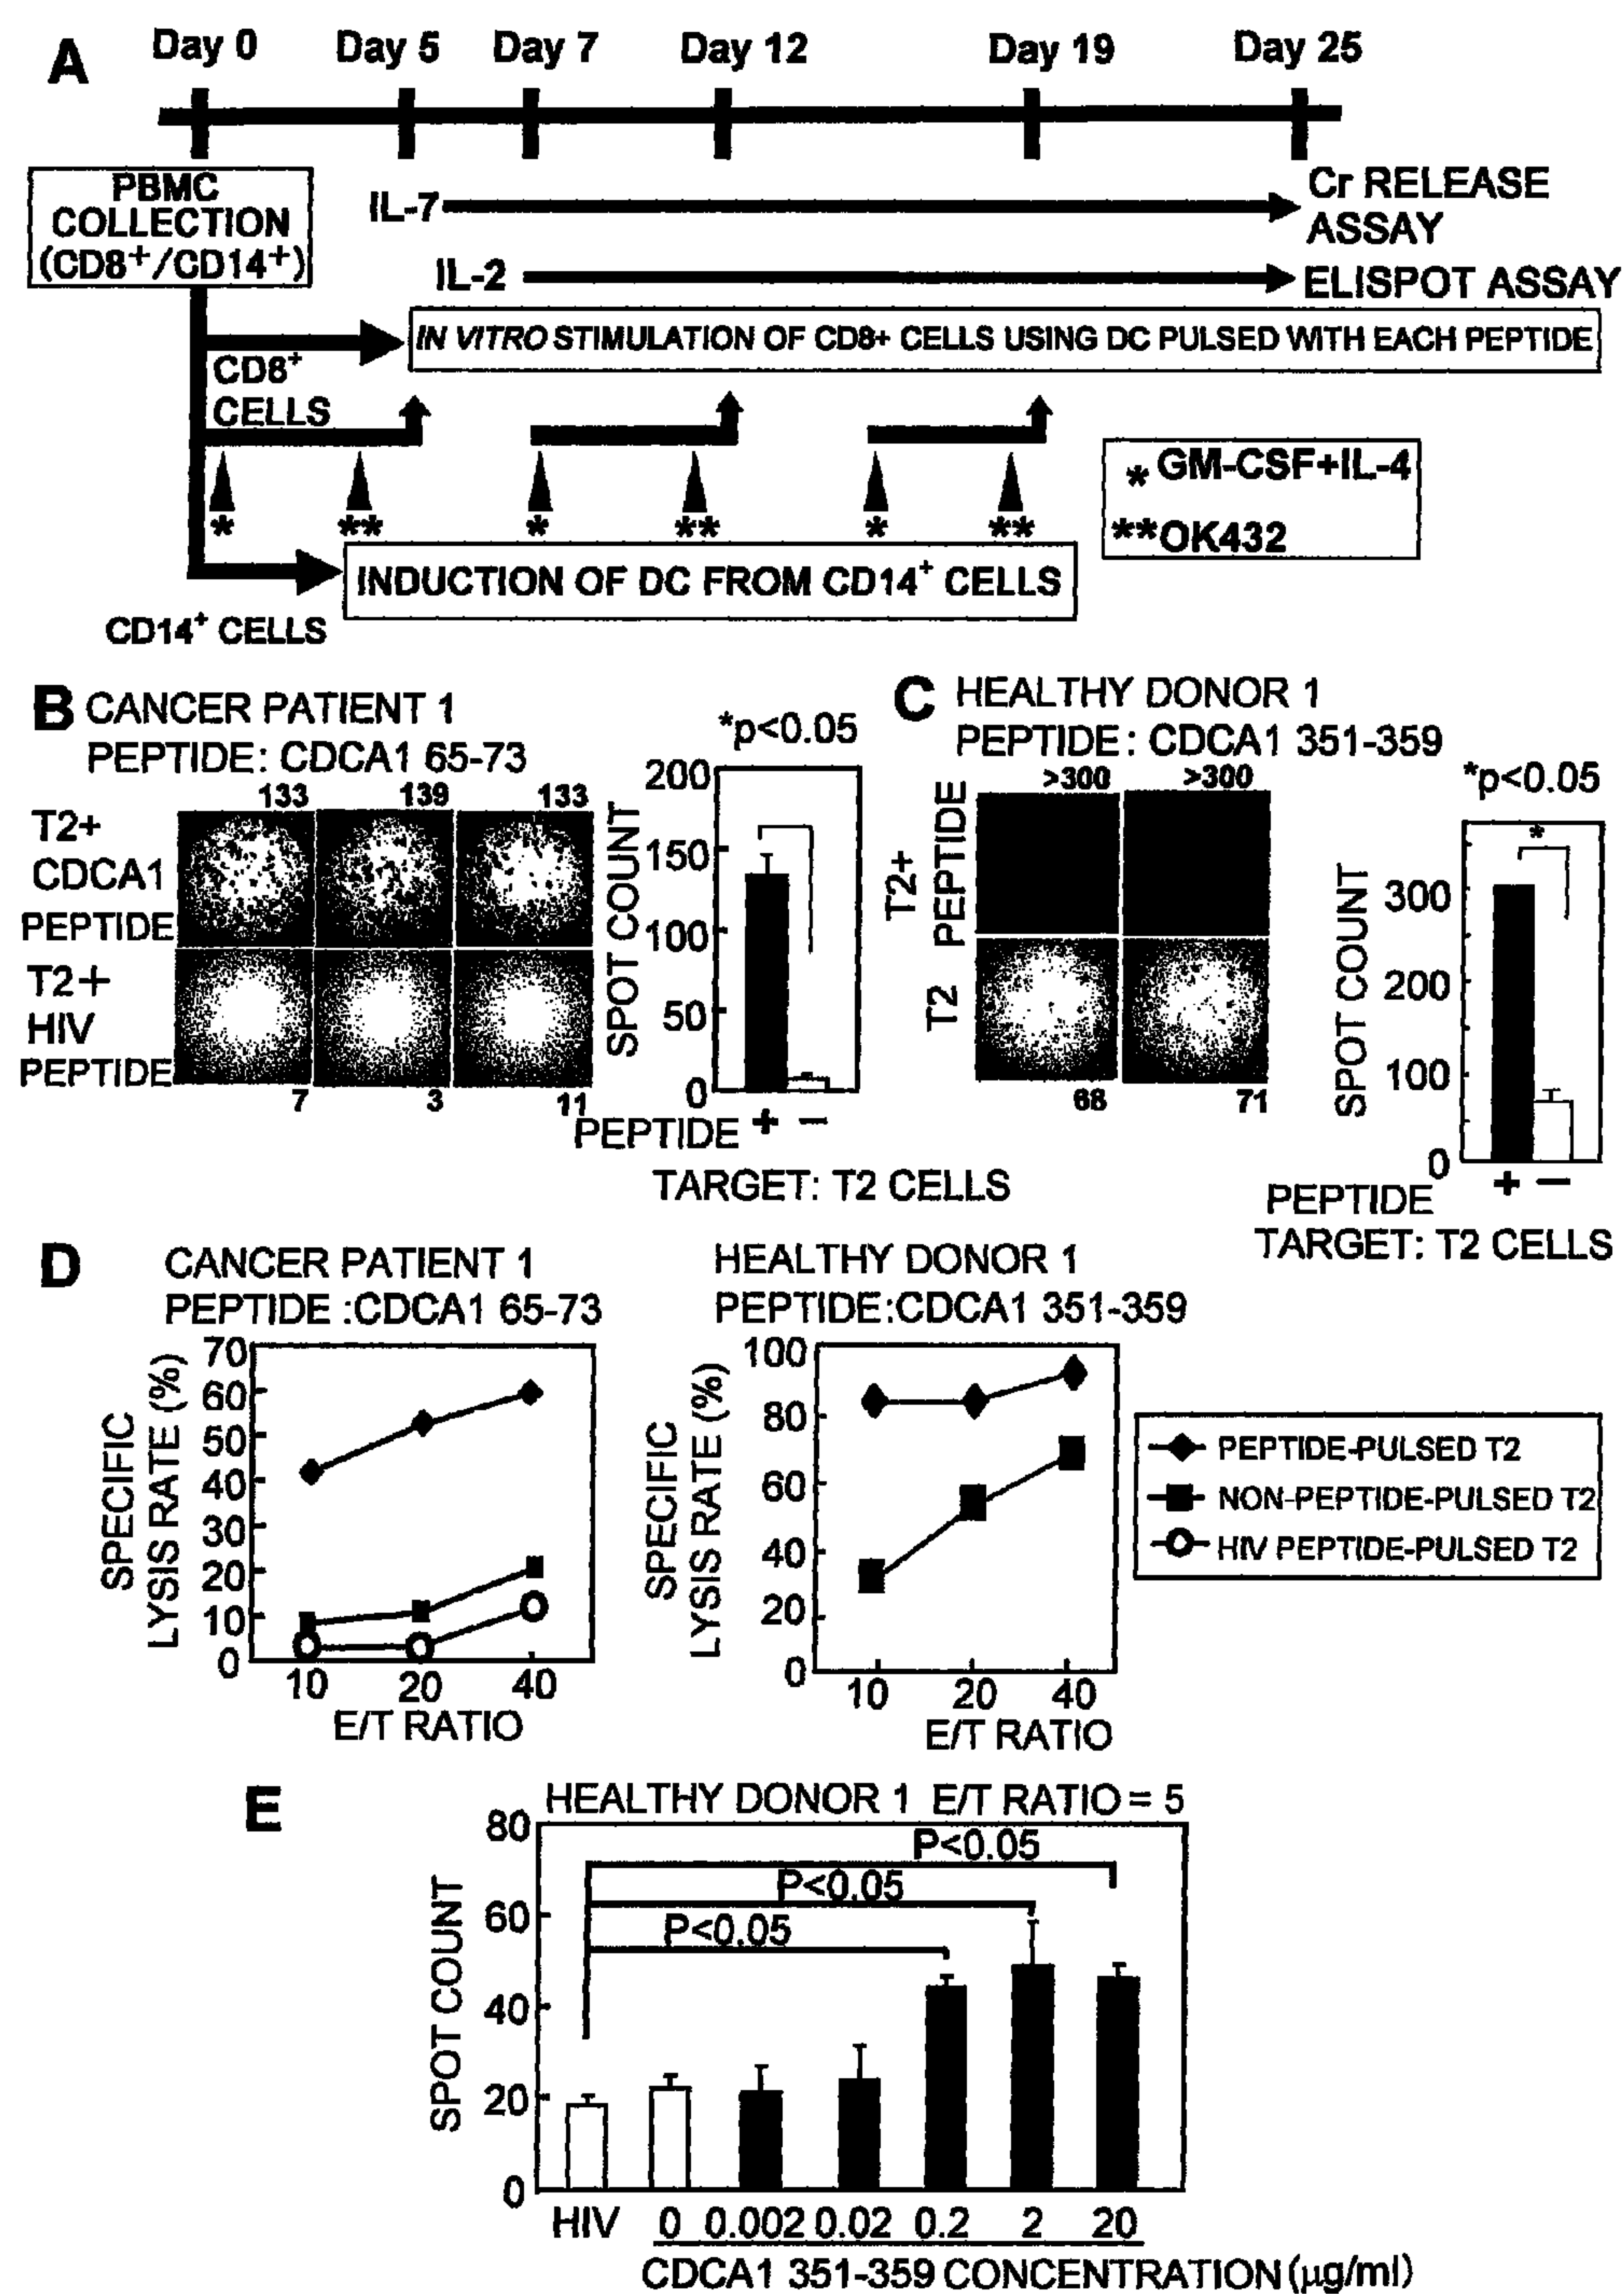 A
Day 0 Day 5 Day 7 Day 12 Day 19 Day 25
PBMC
COLLECTION
(CD8+/CD14+)
IL-7
Cr RELEASE
ASSAY
IL-2
ELISPOT ASSAY
IN VITRO STIMULATION OF CD8+ CELLS USING DC PULSED WITH EACH PEPTIDE
CD8+
CELLS
* ** * ** * **
* GM-CSF+IL-4
**OK432
INDUCTION OF DC FROM CD14+ CELLS
CD14+ CELLS
B CANCER PATIENT 1
PEPTIDE: CDCA1 65-73
133 139 133
T2+
CDCA1
PEPTIDE
T2+
HIV
PEPTIDE
7 3 11
*p<0.05
SPOT COUNT
200
150
100
50
0
PEPTIDE + −
TARGET: T2 CELLS
C HEALTHY DONOR 1
PEPTIDE: CDCA1 351-359
>300 >300
T2+
PEPTIDE
T2
68 71
*p<0.05
*
SPOT COUNT
300
200
100
0
PEPTIDE + −
TARGET: T2 CELLS
D
CANCER PATIENT 1
PEPTIDE :CDCA1 65-73
SPECIFIC
LYSIS RATE (%)
70
60
50
40
30
20
10
0
10 20 40
E/T RATIO
HEALTHY DONOR 1
PEPTIDE:CDCA1 351-359
SPECIFIC
LYSIS RATE (%)
100
80
60
40
20
0
10 20 40
E/T RATIO
PEPTIDE-PULSED T2
NON-PEPTIDE-PULSED T2
HIV PEPTIDE-PULSED T2
E
HEALTHY DONOR 1 E/T RATIO = 5
SPOT COUNT
80
60
40
20
0
P<0.05
P<0.05
P<0.05
HIV 0 0.002 0.02 0.2 2 20
CDCA1 351-359 CONCENTRATION (μg/ml)